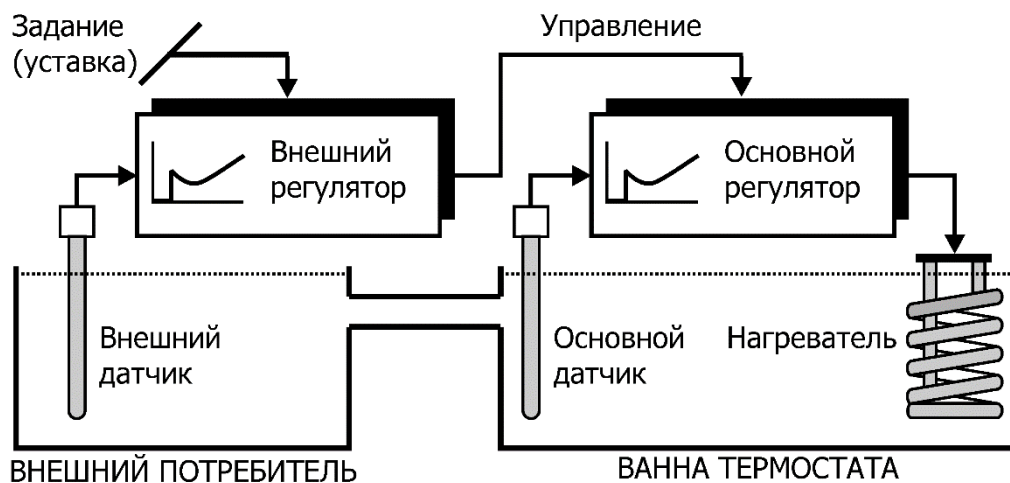 Задание
(уставка)
Управление
Внешний
регулятор
Основной
регулятор
Внешний
датчик
Основной
датчик
Нагреватель
ВНЕШНИЙ ПОТРЕБИТЕЛЬ
ВАННА ТЕРМОСТАТА